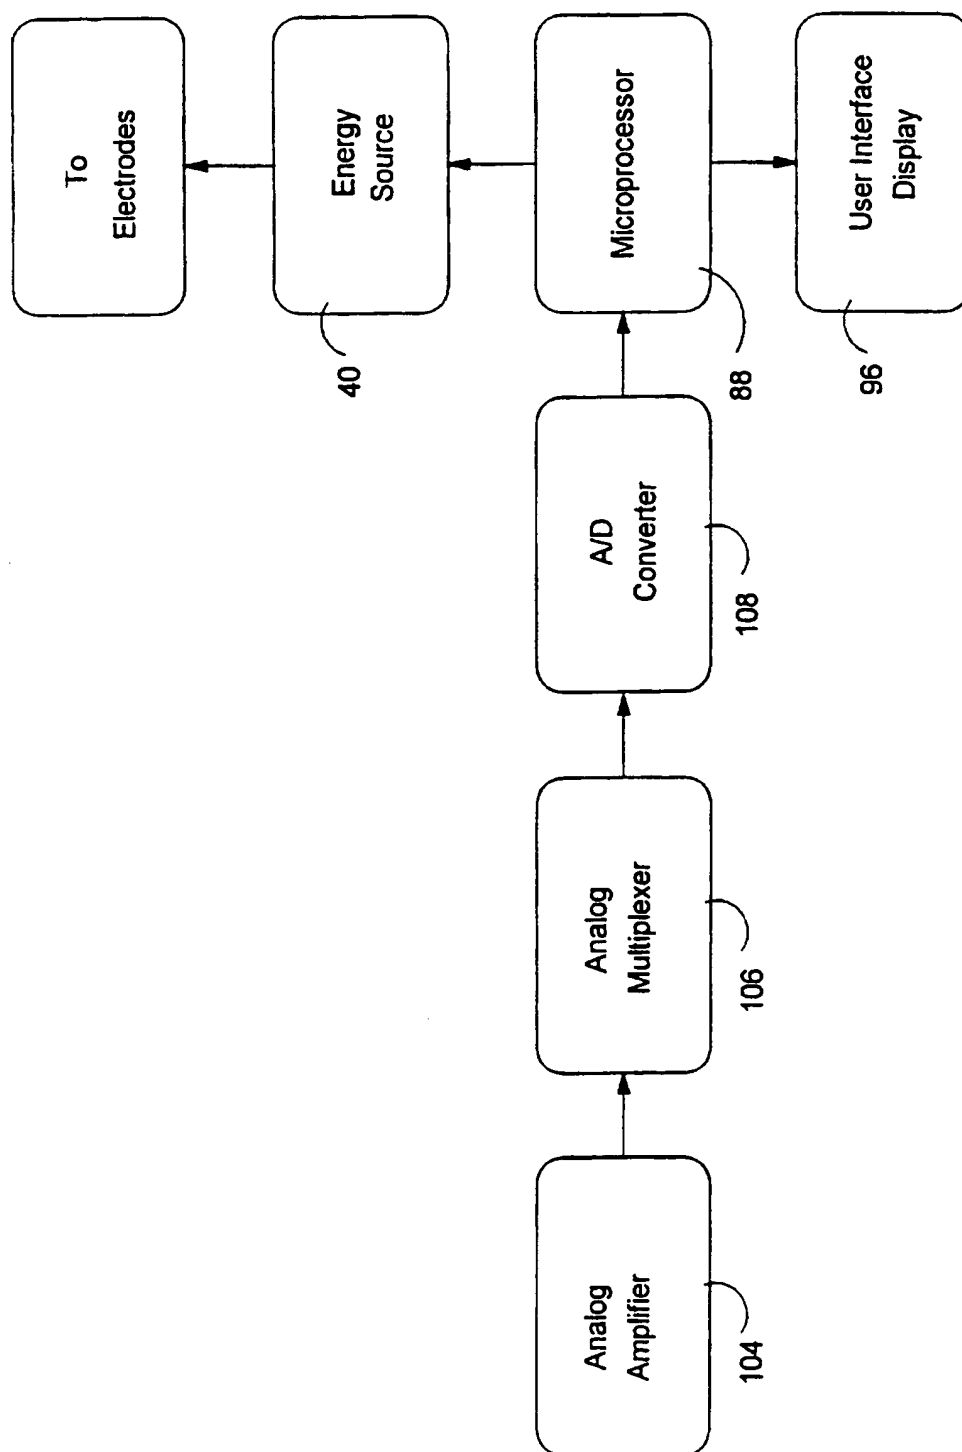 Analog
Amplifier
104
Analog
Multiplexer
106
A/D
Converter
108
To
Electrodes
Energy
Source
40
Microprocessor
88
User Interface
Display
96